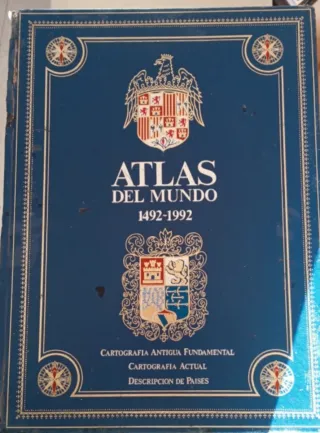 ATLAS
DEL MUNDO
1492-1992
CARTOGRAFIA ANTIGUA FUNDAMENTAL
CARTOGRAFIA ACTUAL
DESCRIPCION DE PAISES